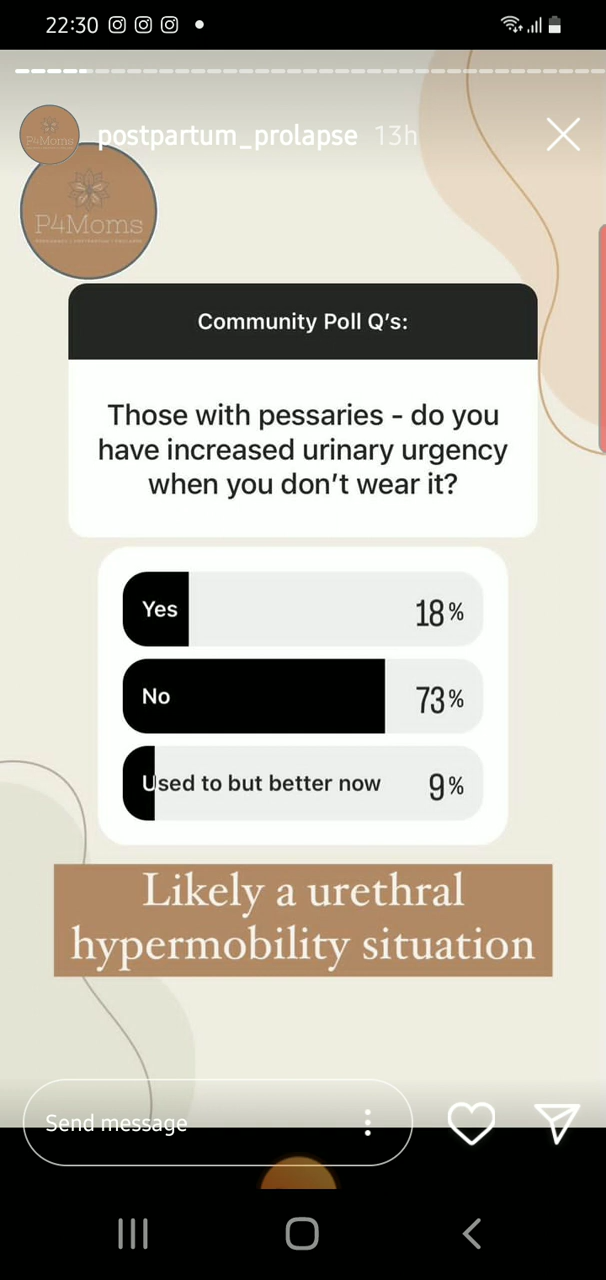 22:30
postpartum_prolapse 13h
P4Moms
P4Moms
Community Poll Q's:
Those with pessaries - do you
have increased urinary urgency
when you don't wear it?
Yes 18%
No 73%
Used to but better now 9%
Likely a urethral
hypermobility situation
Send message